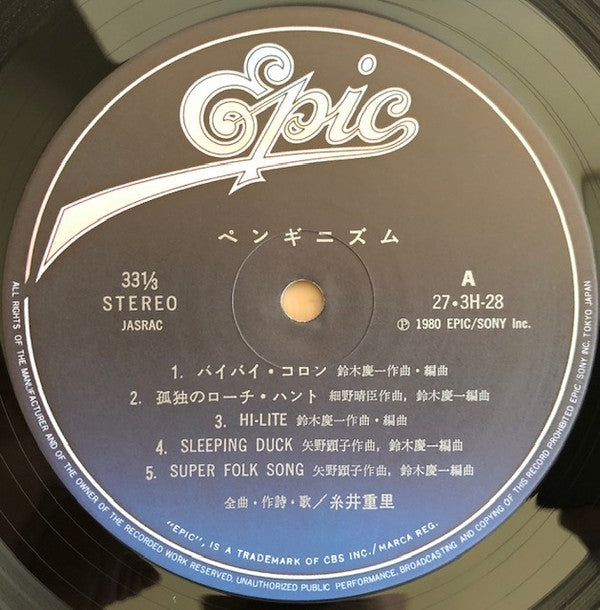 Epic
ペンギニズム
33 1/3
STEREO
JASRAC
A
27・3H-28
Ⓟ 1980 EPIC/SONY Inc.
1. バイバイ・コロン 鈴木慶一作曲・編曲
2. 孤独のローチ・ハント 細野晴臣作曲, 鈴木慶一編曲
3. HI-LITE 鈴木慶一作曲・編曲
4. SLEEPING DUCK 矢野顕子作曲, 鈴木慶一編曲
5. SUPER FOLK SONG 矢野顕子作曲, 鈴木慶一編曲
全曲・作詩・歌/糸井重里
"EPIC", IS A TRADEMARK OF CBS INC./MARCA REG.
ALL RIGHTS OF THE MANUFACTURER AND OF THE OWNER OF THE RECORDED WORK RESERVED. UNAUTHORIZED PUBLIC PERFORMANCE, BROADCASTING AND COPYING OF THIS RECORD PROHIBITED EPIC/SONY INC. TOKYO JAPAN